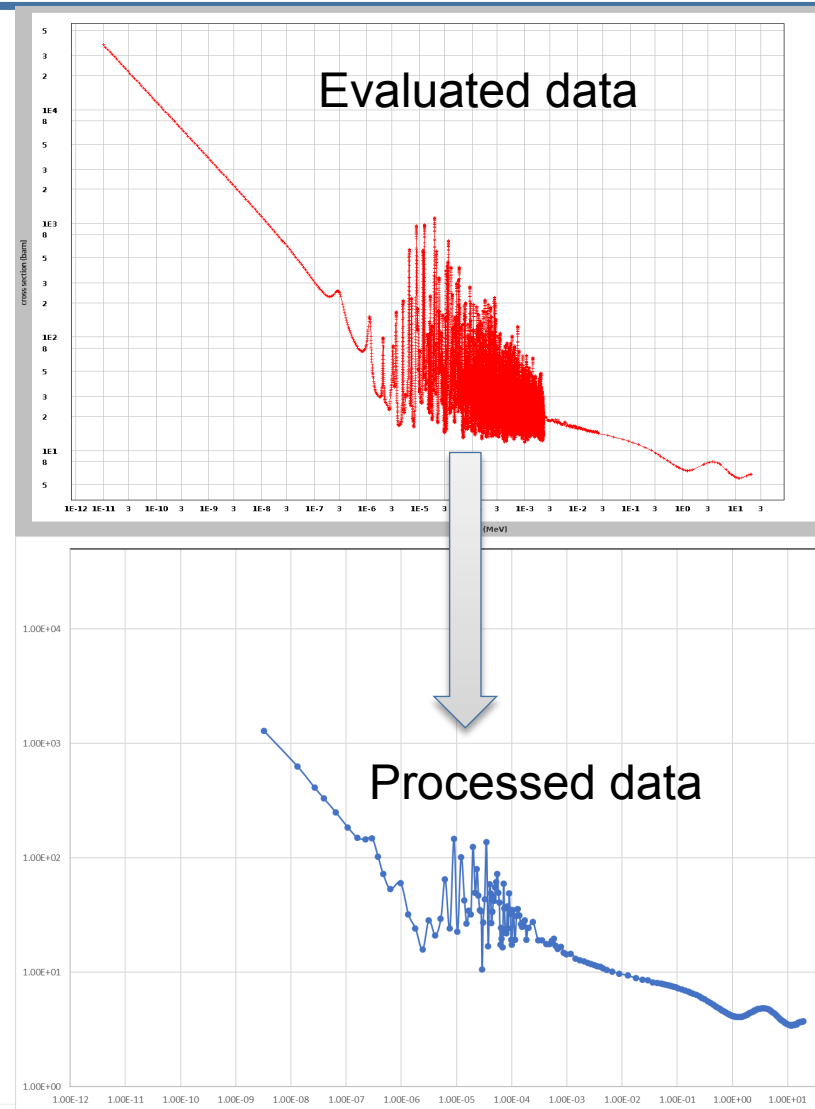 Evaluated data
5
3
2
1E4
8
5
3
2
1E3
8
5
3
2
1E2
8
5
3
2
1E1
8
5
cross section (barn)
1E-12 1E-11 3 1E-10 3 1E-9 3 1E-8 3 1E-7 3 1E-6 3 1E-5 3 1E-3 3 1E-2 3 1E-1 3 1E0 3 1E1 3
(MeV)
Processed data
1.00E+04
1.00E+03
1.00E+02
1.00E+01
1.00E+00
1.00E-12 1.00E-11 1.00E-10 1.00E-09 1.00E-08 1.00E-07 1.00E-06 1.00E-05 1.00E-04 1.00E-03 1.00E-02 1.00E-01 1.00E+00 1.00E+01